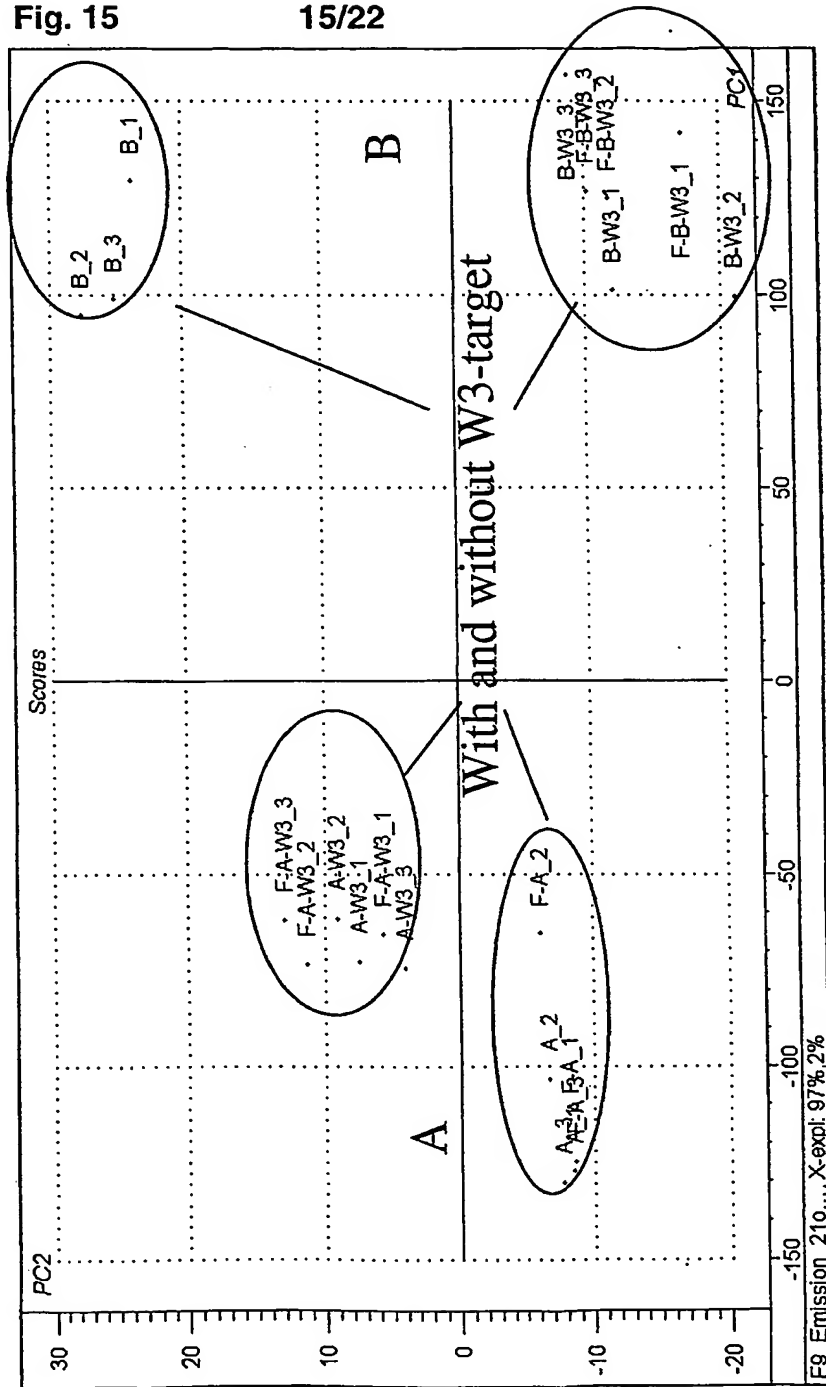 Fig. 15
15/22
PC2
Scores
30
20
10
0
-10
-20
B_2
B_3
B_1
B
F-A-W3_3
F-A-W3_2
A-W3_2
A-W3_1
F-A-W3_1
A-W3_3
A
With and without W3-target
F-A_2
A_2
F-A_1
B-W3_3
F-B-W3_3
F-B-W3_2
B-W3_1
F-B-W3_1
B-W3_2
PC1
-150
-100
-50
0
50
100
150
F9 Emission 210..., X-expl: 97%,2%